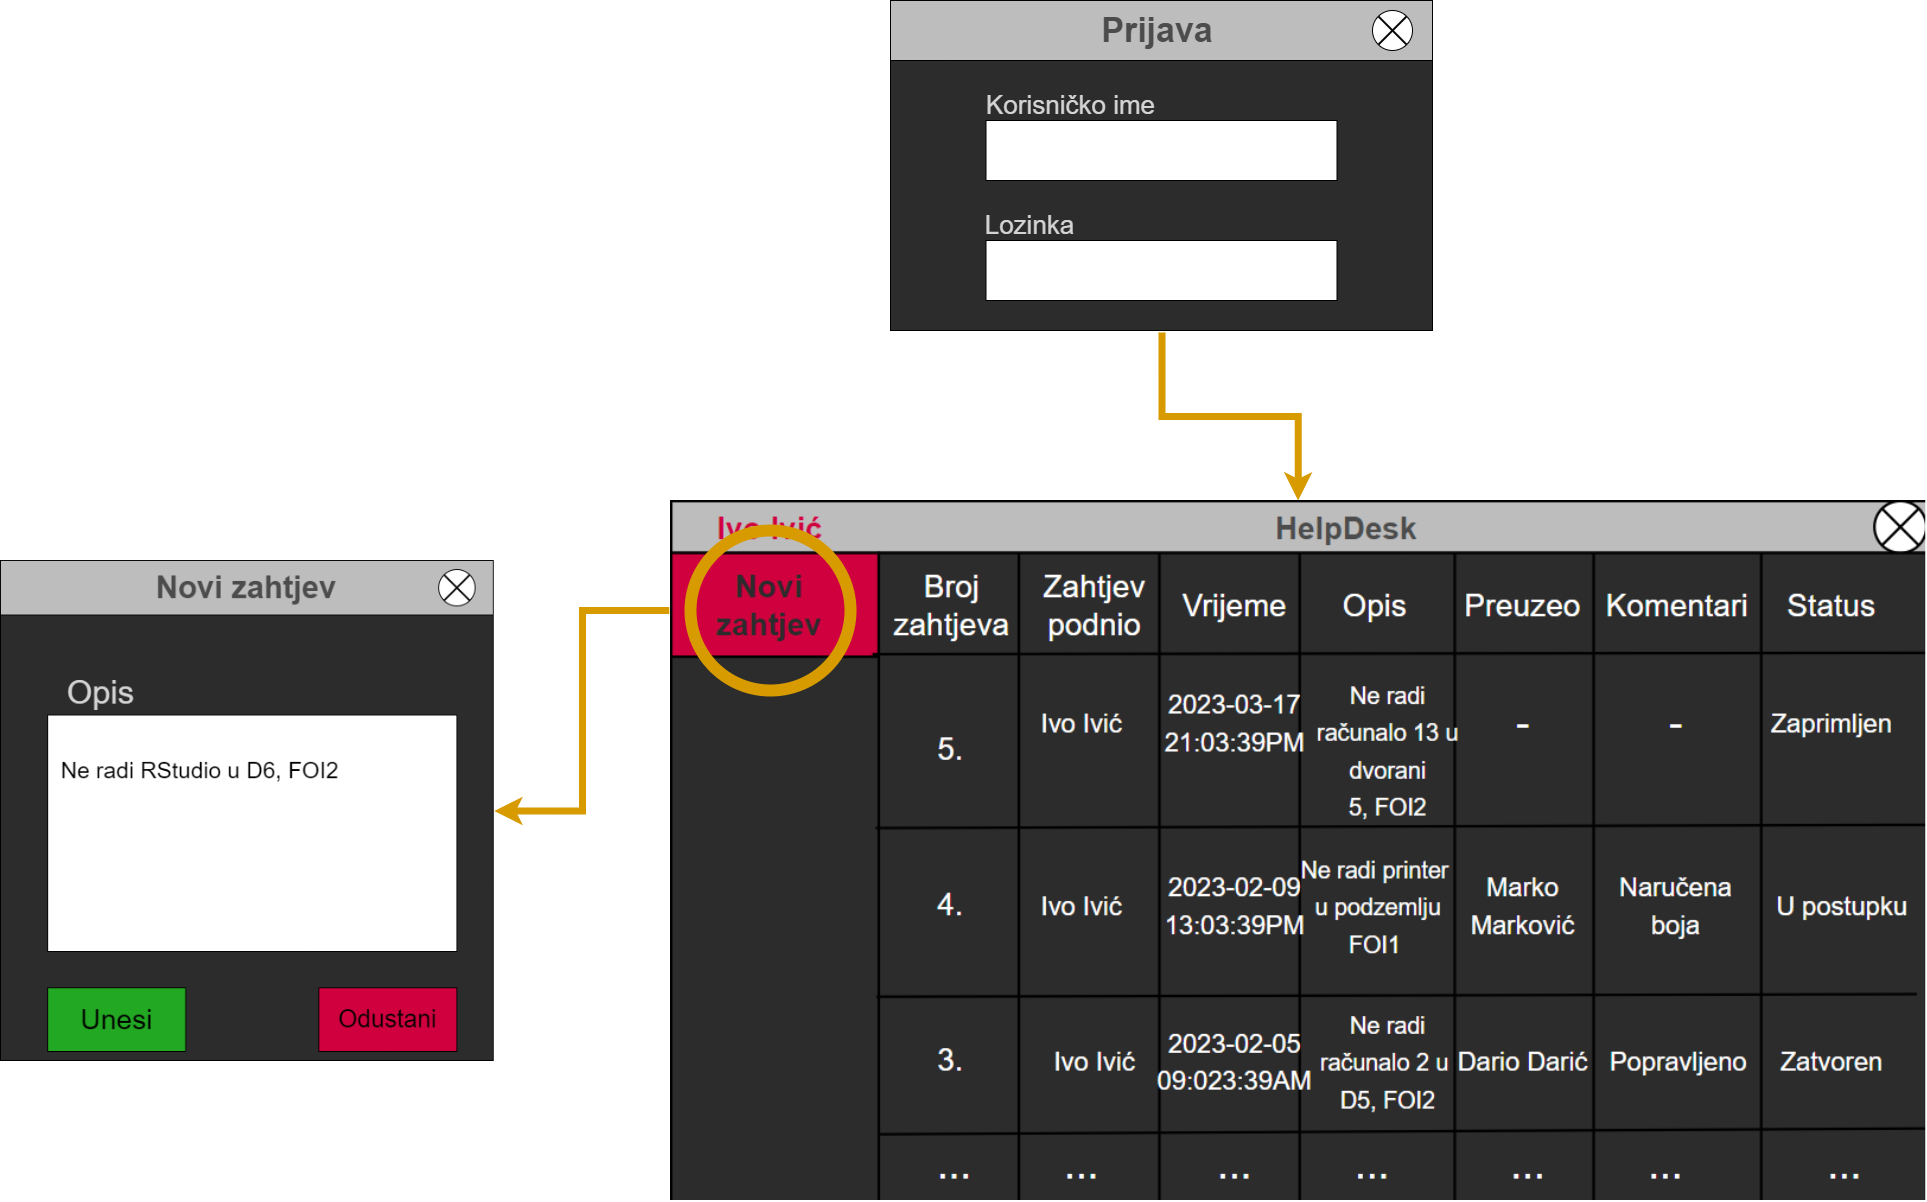 Prijava
Korisničko ime
Lozinka
Ivo Ivić
HelpDesk
Novi
zahtjev
Broj
zahtjeva
Zahtjev
podnio
Vrijeme
Opis
Preuzeo
Komentari
Status
5.
Ivo Ivić
2023-03-17
21:03:39PM
Ne radi
računalo 13 u
dvorani
5, FOI2
-
-
Zaprimljen
4.
Ivo Ivić
2023-02-09
13:03:39PM
Ne radi printer
u podzemlju
FOI1
Marko
Marković
Naručena
boja
U postupku
3.
Ivo Ivić
2023-02-05
09:023:39AM
Ne radi
računalo 2 u
D5, FOI2
Dario Darić
Popravljeno
Zatvoren
...
...
...
...
...
...
...
Novi zahtjev
Opis
Ne radi RStudio u D6, FOI2
Unesi
Odustani